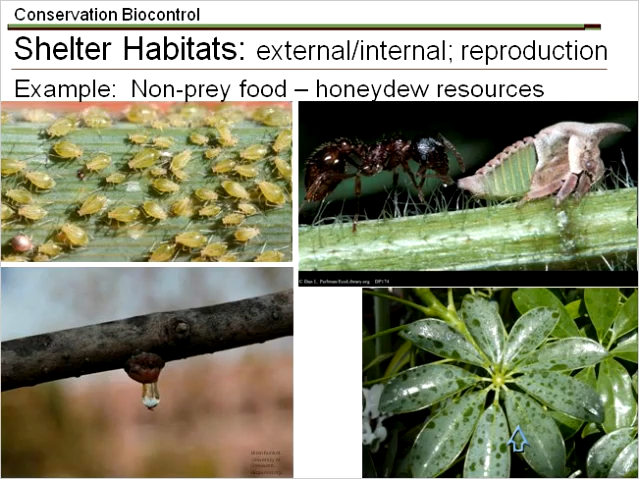 Conservation Biocontrol
Shelter Habitats: external/internal; reproduction
Example: Non-prey food – honeydew resources